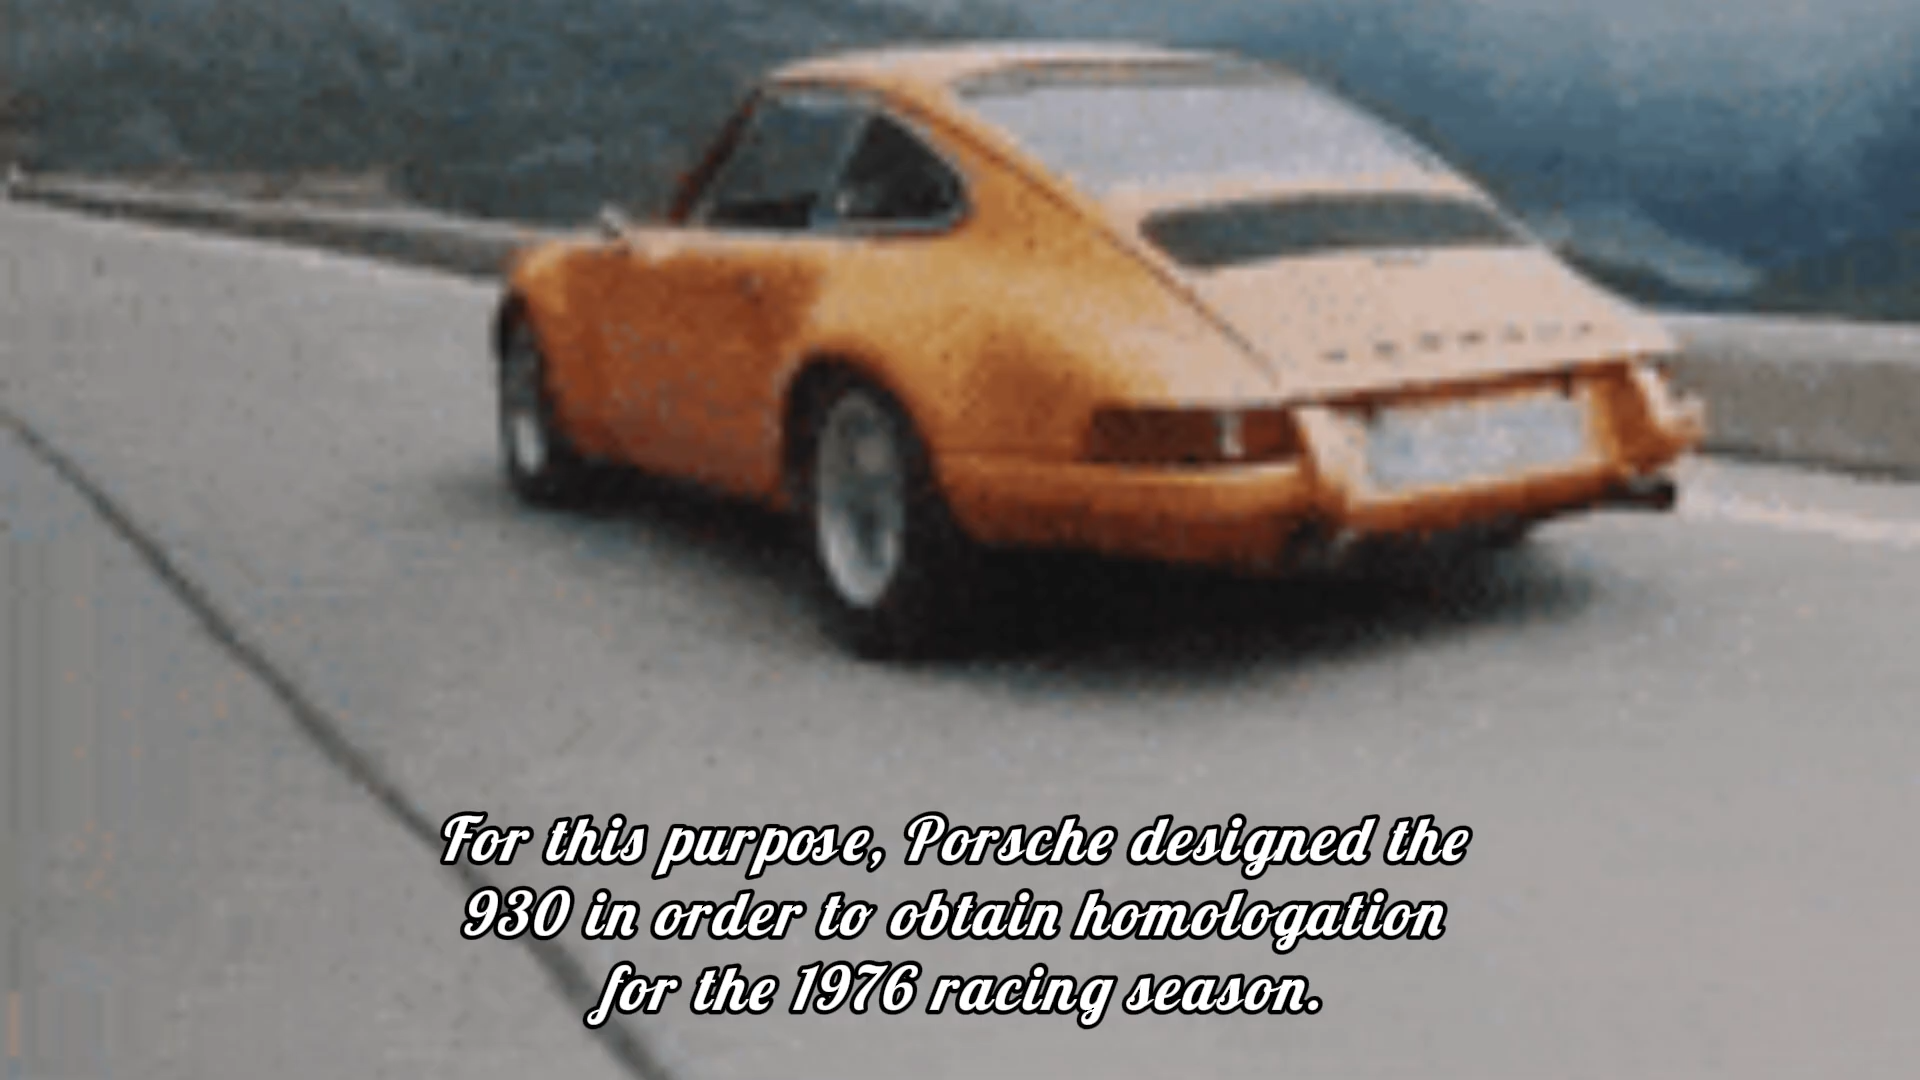 For this purpose, Porsche designed the
930 in order to obtain homologation
for the 1976 racing season.